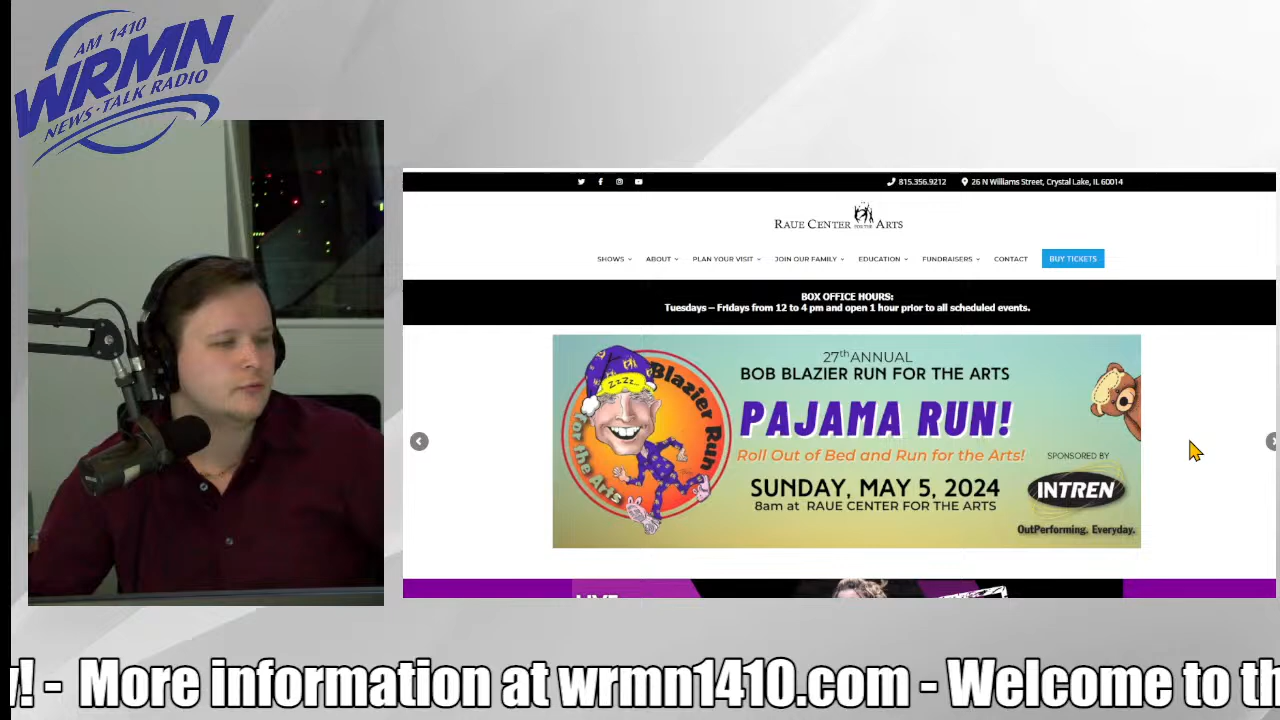 AM 1410
WRMN
NEWS·TALK RADIO
815.356.9212 26 N Williams Street, Crystal Lake, IL 60014
RAUE CENTER FOR THE ARTS
SHOWS ABOUT PLAN YOUR VISIT JOIN OUR FAMILY EDUCATION FUNDRAISERS CONTACT BUY TICKETS
BOX OFFICE HOURS:
Tuesdays – Fridays from 12 to 4 pm and open 1 hour prior to all scheduled events.
27th ANNUAL
BOB BLAZIER RUN FOR THE ARTS
PAJAMA RUN!
Roll Out of Bed and Run for the Arts!
SUNDAY, MAY 5, 2024
8am at RAUE CENTER FOR THE ARTS
SPONSORED BY
INTREN
OutPerforming. Everyday.
ZzZz..
Blazier Run
for the Arts
! - More information at wrmn1410.com - Welcome to th